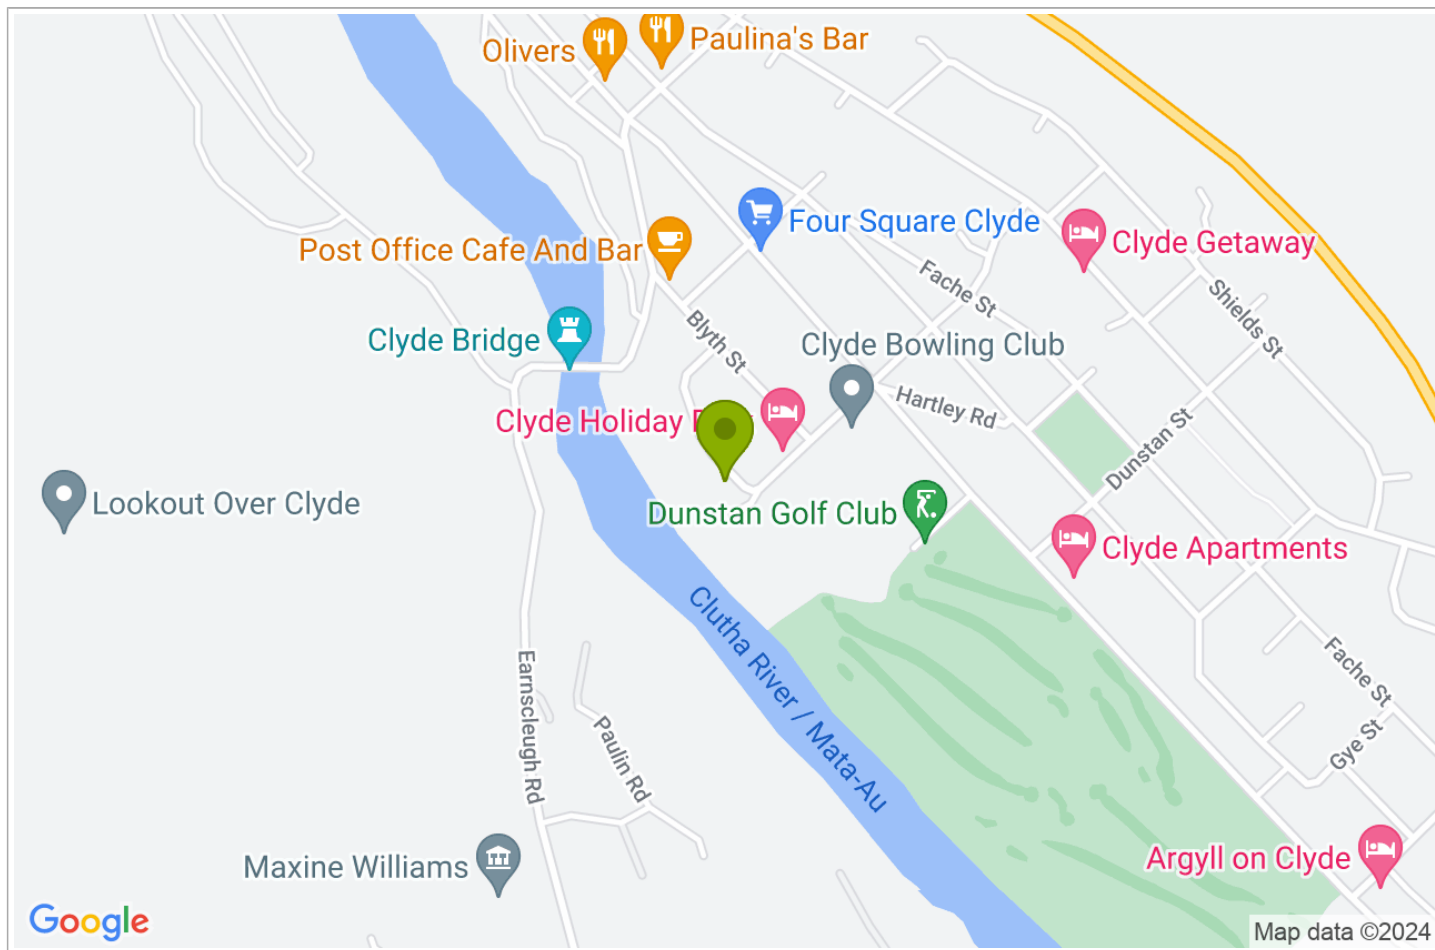 Olivers
Paulina's Bar
Post Office Cafe And Bar
Four Square Clyde
Clyde Getaway
Fache St
Shields St
Blyth St
Clyde Bridge
Clyde Bowling Club
Hartley Rd
Clyde Holiday
Dunstan St
Lookout Over Clyde
Dunstan Golf Club
Clyde Apartments
Clutha River / Mata-Au
Earnscleugh Rd
Paulin Rd
Fache St
Gye St
Maxine Williams
Argyll on Clyde
Google
Map data ©2024